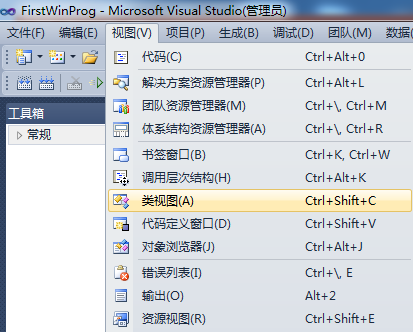 FirstWinProg - Microsoft Visual Studio(管理员)
文件(F) 编辑(E) 视图(V) 项目(P) 生成(B) 调试(D) 团队(M) 数据
工具箱
常规
代码(C) Ctrl+Alt+0
解决方案资源管理器(P) Ctrl+Alt+L
团队资源管理器(M) Ctrl+\, Ctrl+M
体系结构资源管理器(A) Ctrl+\, Ctrl+R
书签窗口(B) Ctrl+K, Ctrl+W
调用层次结构(H) Ctrl+Alt+K
类视图(A) Ctrl+Shift+C
代码定义窗口(D) Ctrl+Shift+V
对象浏览器(J) Ctrl+Alt+J
错误列表(I) Ctrl+\, E
输出(O) Alt+2
资源视图(R) Ctrl+Shift+E